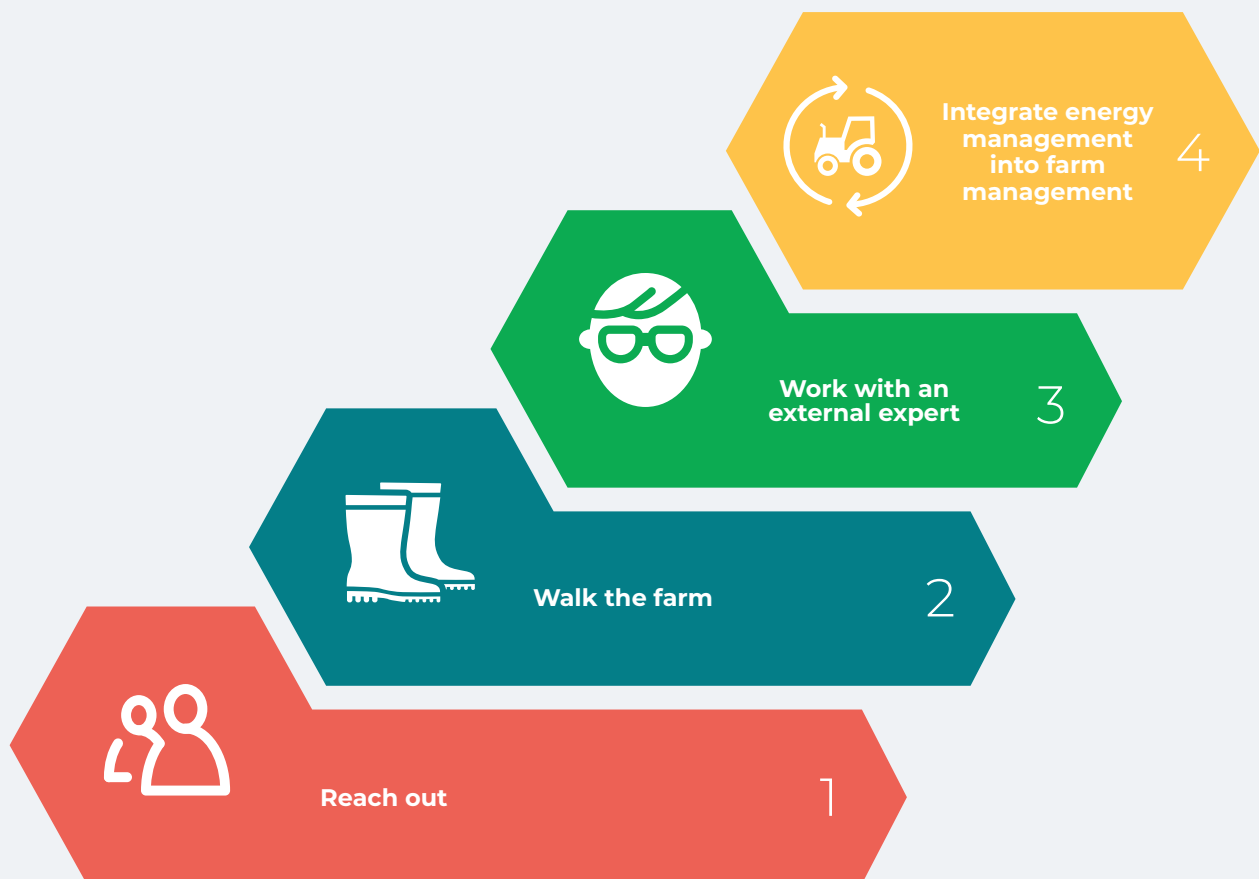 Integrate energy
management
into farm
management
4
Work with an
external expert
3
Walk the farm
2
Reach out
1